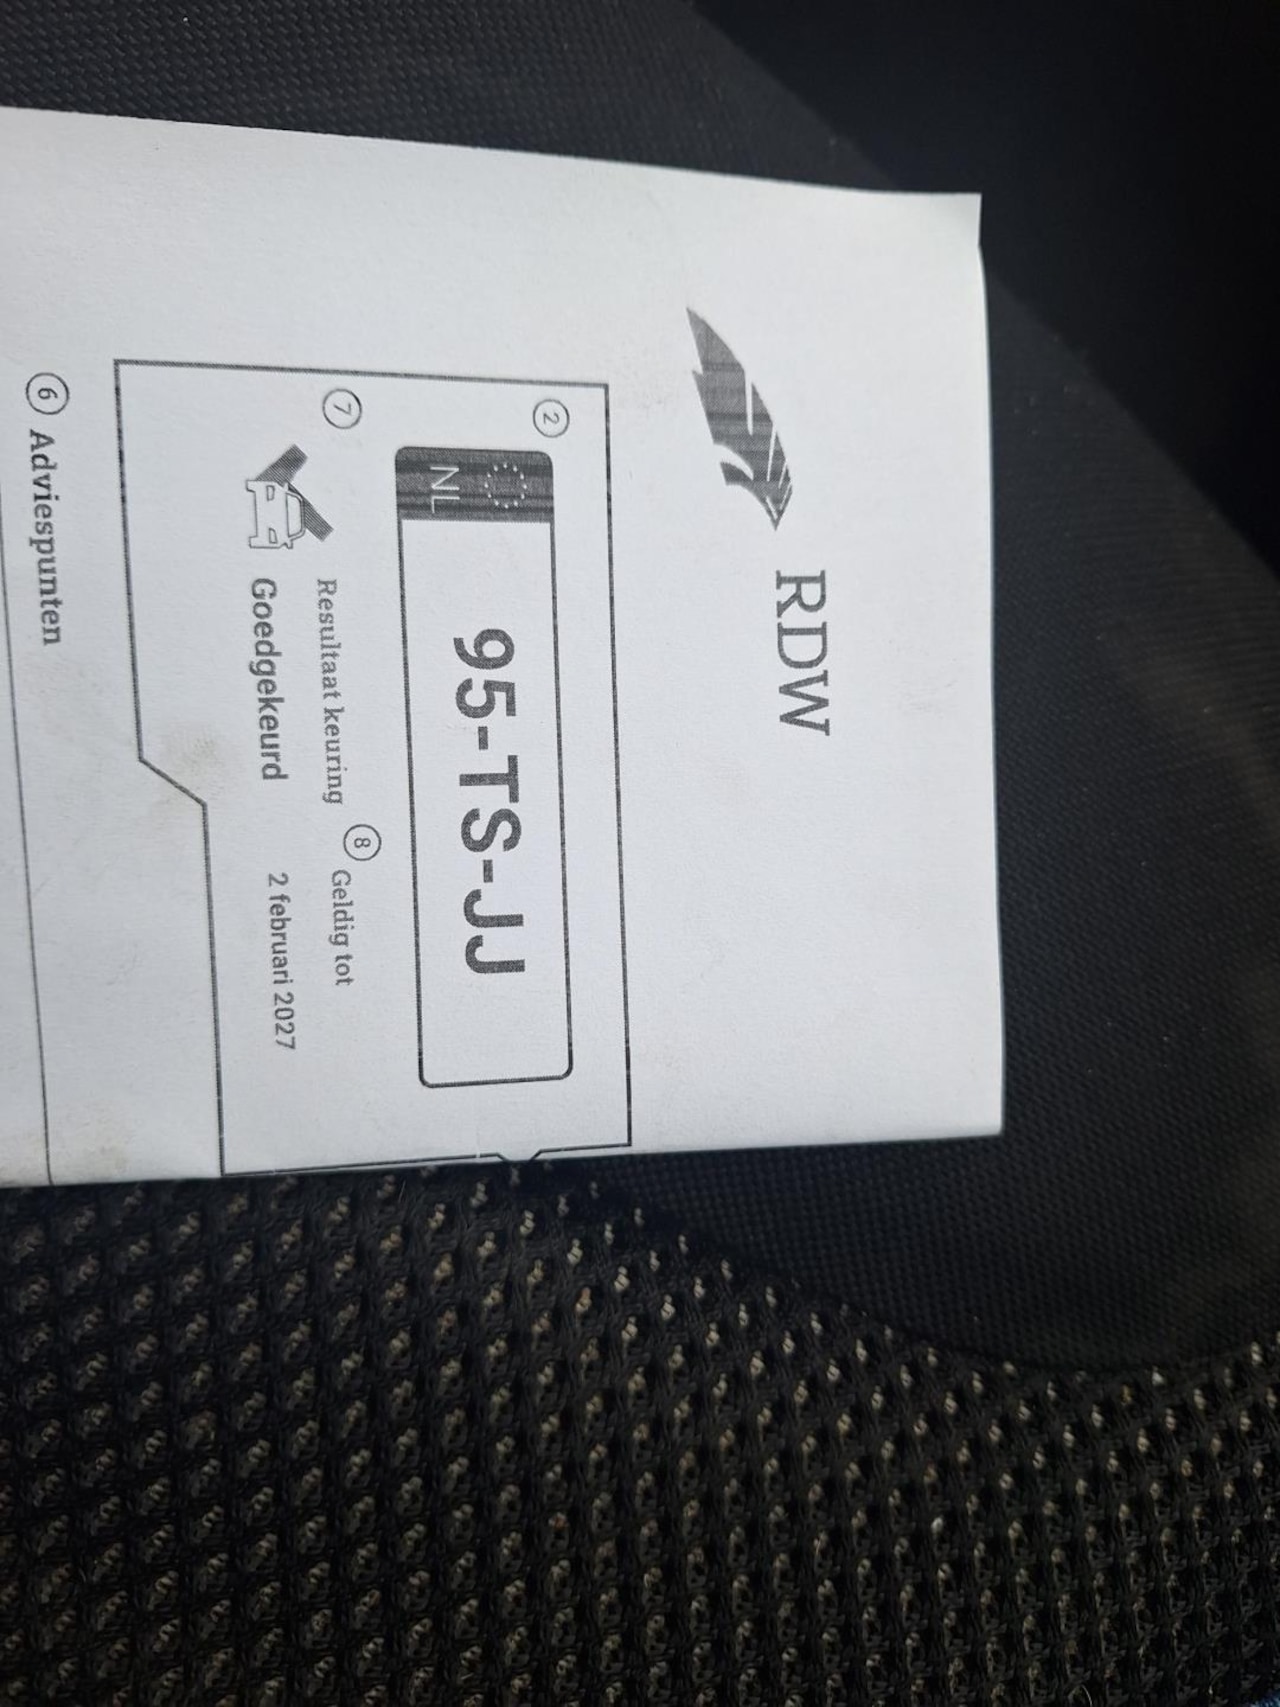 RDW
2
NL
95-TS-JJ
7 Resultaat keuring
Goedgekeurd
8 Geldig tot
2 februari 2027
6 Adviespunten